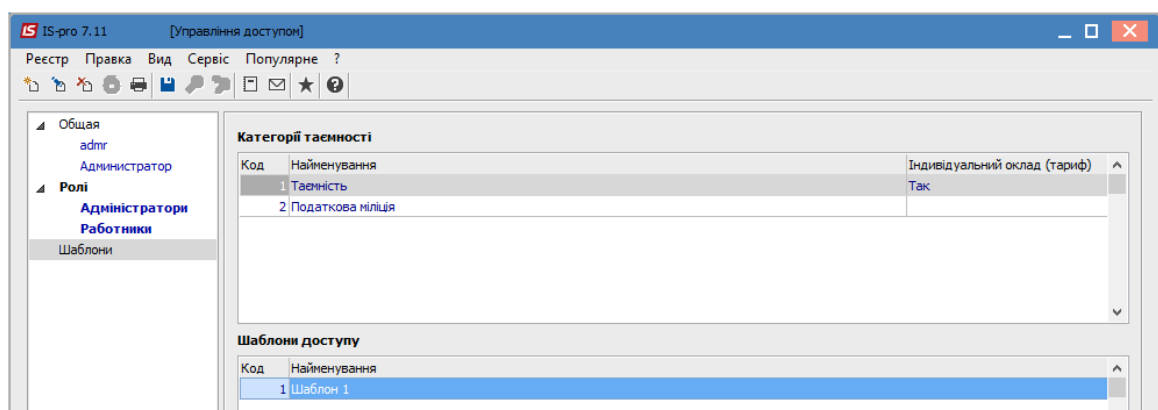 IS IS-pro 7.11 [Управління доступом]
Реєстр Правка Вид Сервіс Популярне ?
Общая
admr
Администратор
Ролі
Адміністратори
Работники
Шаблони
Категорії таємності
Код Найменування Індивідуальний оклад (тариф)
1 Таємність Так
2 Податкова міліція
Шаблони доступу
Код Найменування
1 Шаблон 1